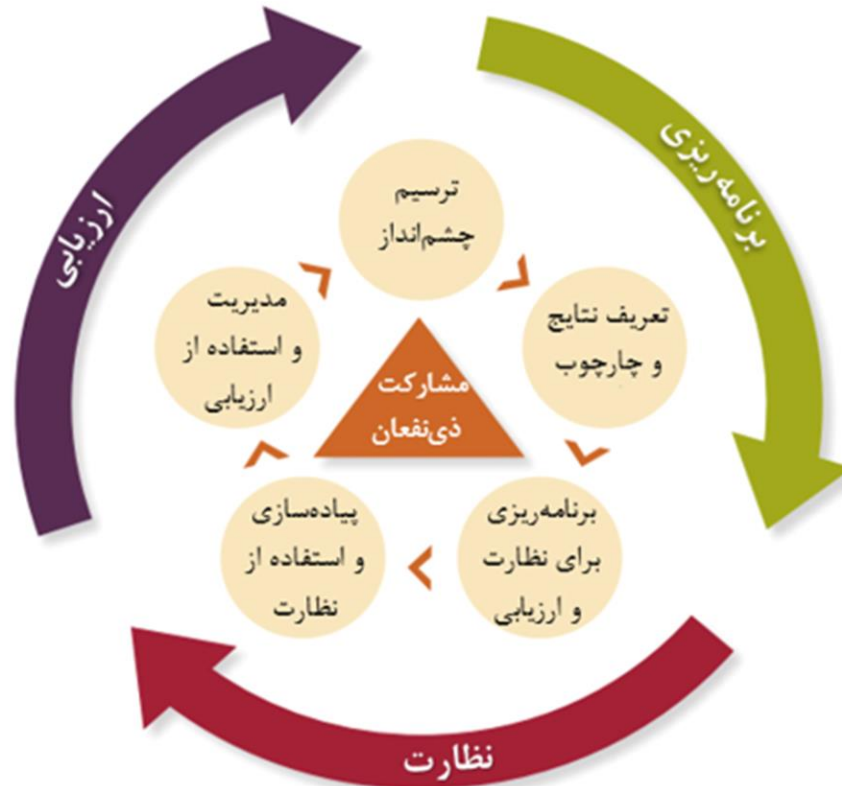 برنامه‌ریزی
ارزیابی
نظارت
ترسیم
چشم‌انداز
تعریف نتایج
و چارچوب
برنامه‌ریزی
برای نظارت
و ارزیابی
پیاده‌سازی
و استفاده از
نظارت
مدیریت
و استفاده از
ارزیابی
مشارکت
ذی‌نفعان